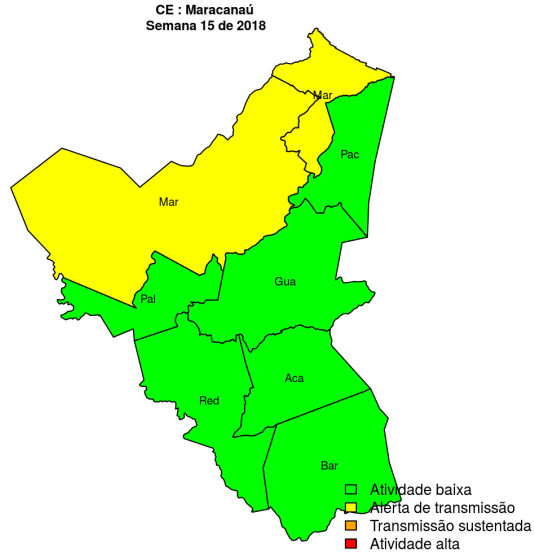 CE : Maracanaú
Semana 15 de 2018
Mar
Pac
Mar
Gua
Pal
Aca
Red
Bar
Atividade baixa
Alerta de transmissão
Transmissão sustentada
Atividade alta